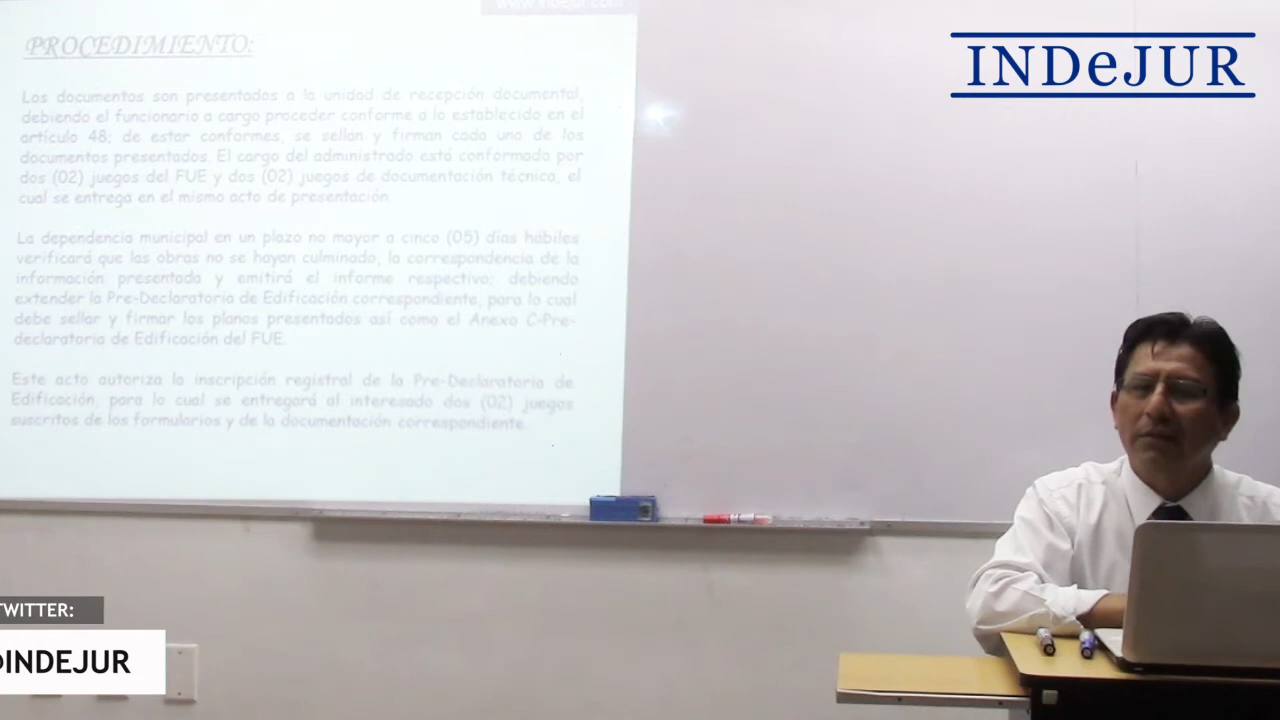 www.indejur.com
INDeJUR
PROCEDIMIENTO:
Los documentos son presentados a la unidad de recepción documental,
debiendo el funcionario a cargo proceder conforme a lo establecido en el
artículo 48; de estar conformes, se sellan y firman cada uno de los
documentos presentados. El cargo del administrado está conformado por
dos (02) juegos del FUE y dos (02) juegos de documentación técnica, el
cual se entrega en el mismo acto de presentación.
La dependencia municipal en un plazo no mayor a cinco (05) días hábiles
verificará que las obras no se hayan culminado, la correspondencia de la
información presentada y emitirá el informe respectivo; debiendo
extender la Pre-Declaratoria de Edificación correspondiente, para lo cual
debe sellar y firmar los planos presentados así como el Anexo C-Pre-
declaratoria de Edificación del FUE.
Este acto autoriza la inscripción registral de la Pre-Declaratoria de
Edificación, para lo cual se entregará al interesado dos (02) juegos
suscritos de los formularios y de la documentación correspondiente.
TWITTER:
@INDEJUR